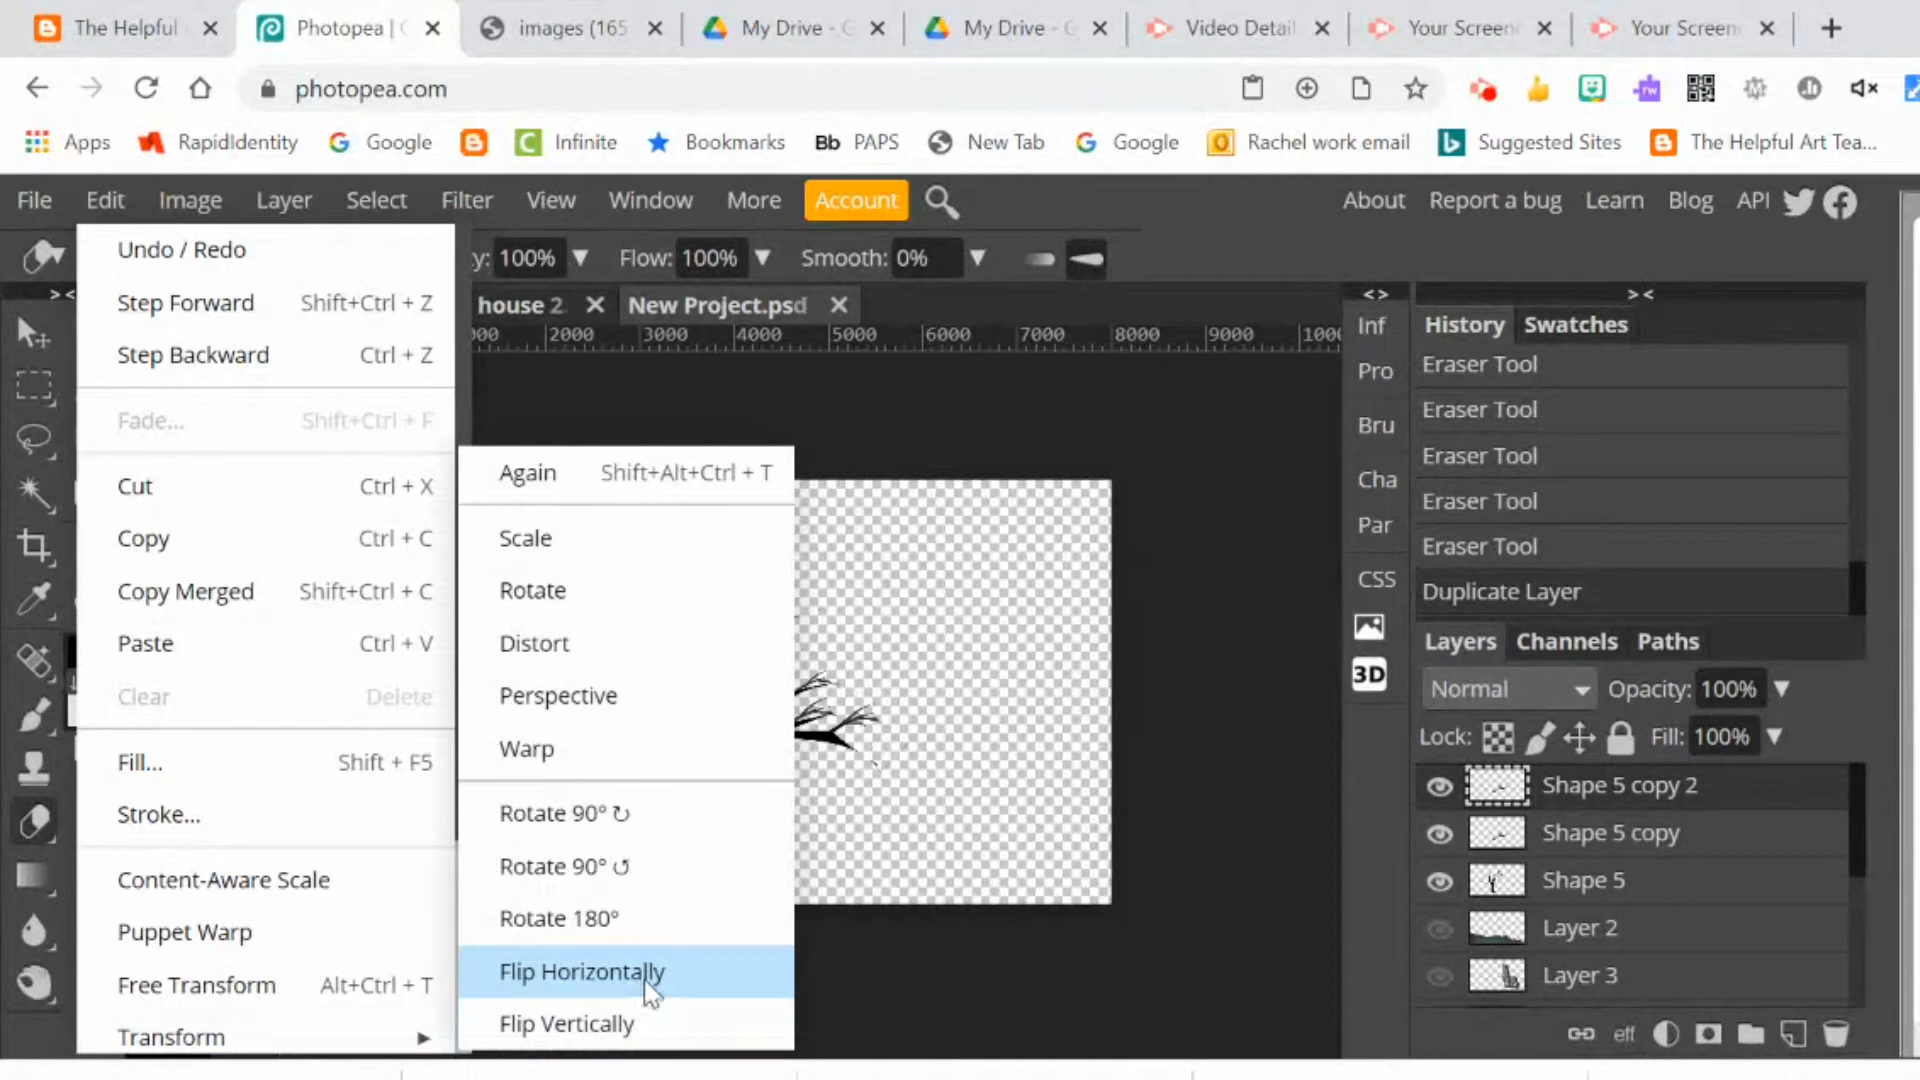 The Helpful
Photopea |
images (165
My Drive - G
My Drive - G
Video Detail
Your Screen
Your Screen
photopea.com
Apps
RapidIdentity
Google
Infinite
Bookmarks
Bb PAPS
New Tab
Google
Rachel work email
Suggested Sites
The Helpful Art Tea...
File Edit Image Layer Select Filter View Window More Account
About Report a bug Learn Blog API
y: 100% Flow: 100% Smooth: 0%
house 2
New Project.psd
2000 3000 4000 5000 6000 7000 8000 9000
Undo / Redo
Step Forward Shift+Ctrl + Z
Step Backward Ctrl + Z
Fade... Shift+Ctrl + F
Cut Ctrl + X
Copy Ctrl + C
Copy Merged Shift+Ctrl + C
Paste Ctrl + V
Clear Delete
Fill... Shift + F5
Stroke...
Content-Aware Scale
Puppet Warp
Free Transform Alt+Ctrl + T
Transform
Again Shift+Alt+Ctrl + T
Scale
Rotate
Distort
Perspective
Warp
Rotate 90° ↻
Rotate 90° ↺
Rotate 180°
Flip Horizontally
Flip Vertically
< >
> <
Inf
Pro
Bru
Cha
Par
CSS
3D
History Swatches
Eraser Tool
Eraser Tool
Eraser Tool
Eraser Tool
Eraser Tool
Duplicate Layer
Layers Channels Paths
Normal Opacity: 100%
Lock: Fill: 100%
Shape 5 copy 2
Shape 5 copy
Shape 5
Layer 2
Layer 3
eff